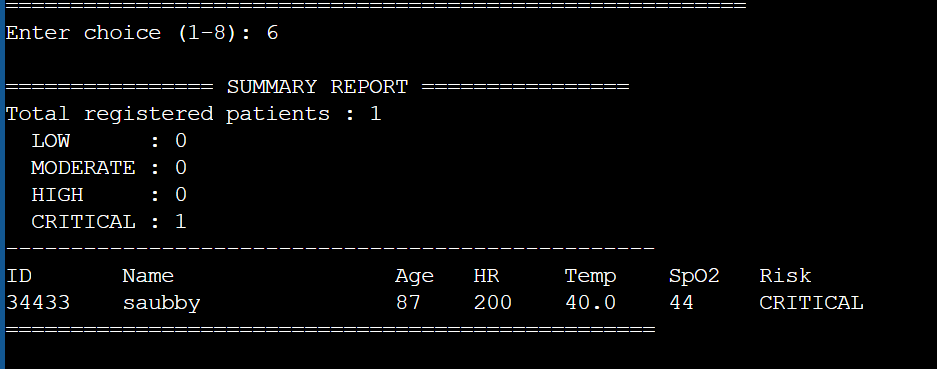 =========================================================
Enter choice (1-8): 6
================ SUMMARY REPORT ================
Total registered patients : 1
  LOW      : 0
  MODERATE : 0
  HIGH     : 0
  CRITICAL : 1
--------------------------------------------------
ID       Name                 Age   HR     Temp    SpO2   Risk
34433    saubby               87    200    40.0    44     CRITICAL
==================================================